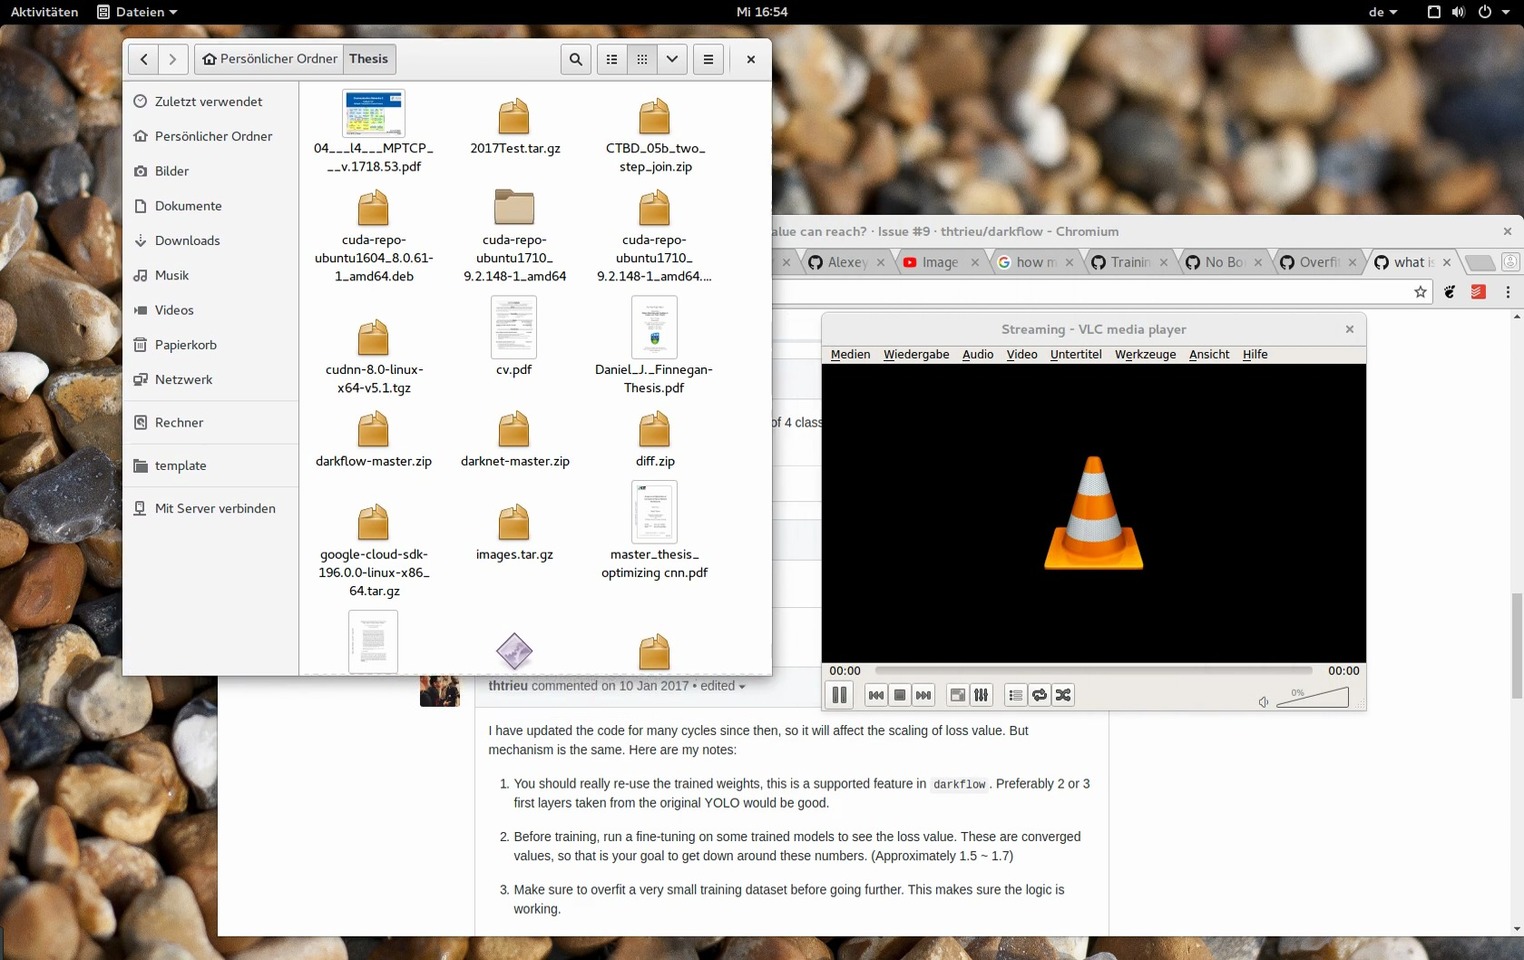 Aktivitäten
Dateien
Mi 16:54
de
Persönlicher Ordner
Thesis
Zuletzt verwendet
Persönlicher Ordner
Bilder
Dokumente
Downloads
Musik
Videos
Papierkorb
Netzwerk
Rechner
template
Mit Server verbinden
04___l4___MPTCP_
__v.1718.53.pdf
2017Test.tar.gz
CTBD_05b_two_
step_join.zip
cuda-repo-
ubuntu1604_8.0.61-
1_amd64.deb
cuda-repo-
ubuntu1710_
9.2.148-1_amd64
cuda-repo-
ubuntu1710_
9.2.148-1_amd64....
cudnn-8.0-linux-
x64-v5.1.tgz
cv.pdf
Daniel_J._Finnegan-
Thesis.pdf
darkflow-master.zip
darknet-master.zip
diff.zip
google-cloud-sdk-
196.0.0-linux-x86_
64.tar.gz
images.tar.gz
master_thesis_
optimizing cnn.pdf
alue can reach? · Issue #9 · thtrieu/darkflow - Chromium
Alexey
Image
how m
Trainin
No Bo
Overfi
what is
of 4 class
Streaming - VLC media player
Medien Wiedergabe Audio Video Untertitel Werkzeuge Ansicht Hilfe
00:00
00:00
0%
thtrieu commented on 10 Jan 2017 • edited
I have updated the code for many cycles since then, so it will affect the scaling of loss value. But
mechanism is the same. Here are my notes:
1. You should really re-use the trained weights, this is a supported feature in darkflow . Preferably 2 or 3
first layers taken from the original YOLO would be good.
2. Before training, run a fine-tuning on some trained models to see the loss value. These are converged
values, so that is your goal to get down around these numbers. (Approximately 1.5 ~ 1.7)
3. Make sure to overfit a very small training dataset before going further. This makes sure the logic is
working.